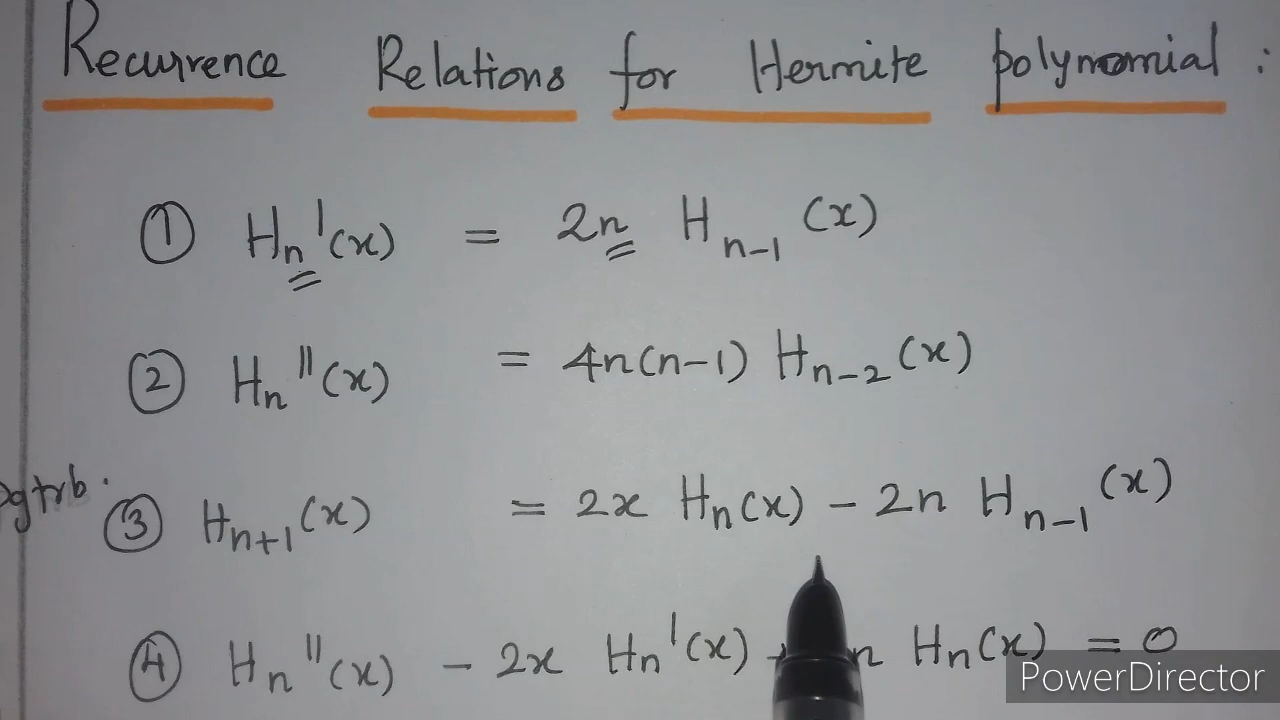 Recurrence Relations for Hermite polynomial :
① Hn'(x) = 2n Hn-1 (x)
② Hn''(x) = 4n(n-1) Hn-2 (x)
③ Hn+1 (x) = 2x Hn(x) - 2n Hn-1 (x)
④ Hn''(x) - 2x Hn'(x) n Hn(x) = 0
PowerDirector